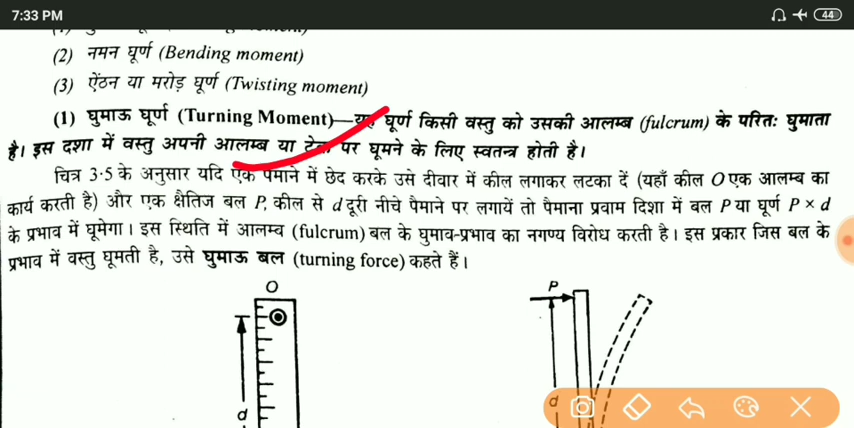 7:33 PM
44
(2) नमन घूर्ण (Bending moment)
(3) ऐंठन या मरोड़ घूर्ण (Twisting moment)
(1) घुमाऊ घूर्ण (Turning Moment)—यह घूर्ण किसी वस्तु को उसकी आलम्ब (fulcrum) के परितः घुमाता
है। इस दशा में वस्तु अपनी आलम्ब या टेक पर घूमने के लिए स्वतन्त्र होती है।
चित्र 3·5 के अनुसार यदि एक पैमाने में छेद करके उसे दीवार में कील लगाकर लटका दें (यहाँ कील O एक आलम्ब का
कार्य करती है) और एक क्षैतिज बल P, कील से d दूरी नीचे पैमाने पर लगायें तो पैमाना प्रवाम दिशा में बल P या घूर्ण P × d
के प्रभाव में घूमेगा। इस स्थिति में आलम्ब (fulcrum) बल के घुमाव-प्रभाव का नगण्य विरोध करती है। इस प्रकार जिस बल के
प्रभाव में वस्तु घूमती है, उसे घुमाऊ बल (turning force) कहते हैं।
O
P
d
d